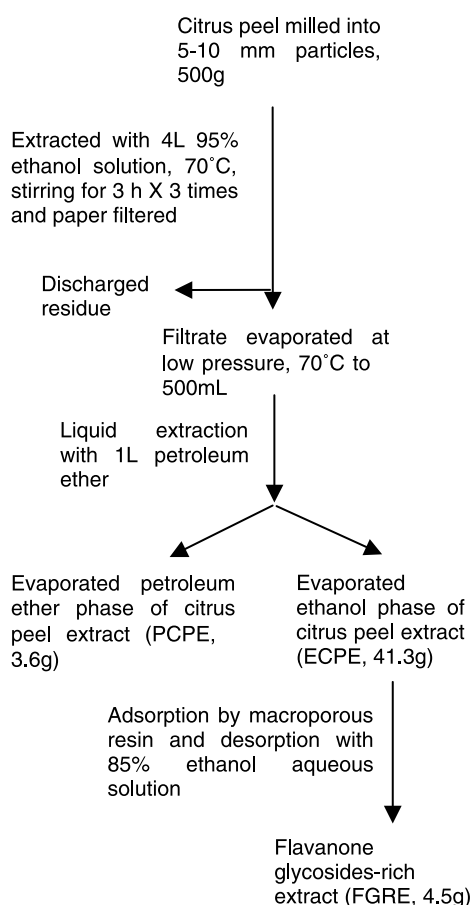 Citrus peel milled into
5-10 mm particles,
500g
Extracted with 4L 95%
ethanol solution, 70˚C,
stirring for 3 h X 3 times
and paper filtered
Discharged
residue
Filtrate evaporated at
low pressure, 70˚C to
500mL
Liquid extraction
with 1L petroleum
ether
Evaporated petroleum
ether phase of citrus
peel extract (PCPE,
3.6g)
Evaporated
ethanol phase of
citrus peel extract
(ECPE, 41.3g)
Adsorption by macroporous
resin and desorption with
85% ethanol aqueous
solution
Flavanone
glycosides-rich
extract (FGRE, 4.5g)